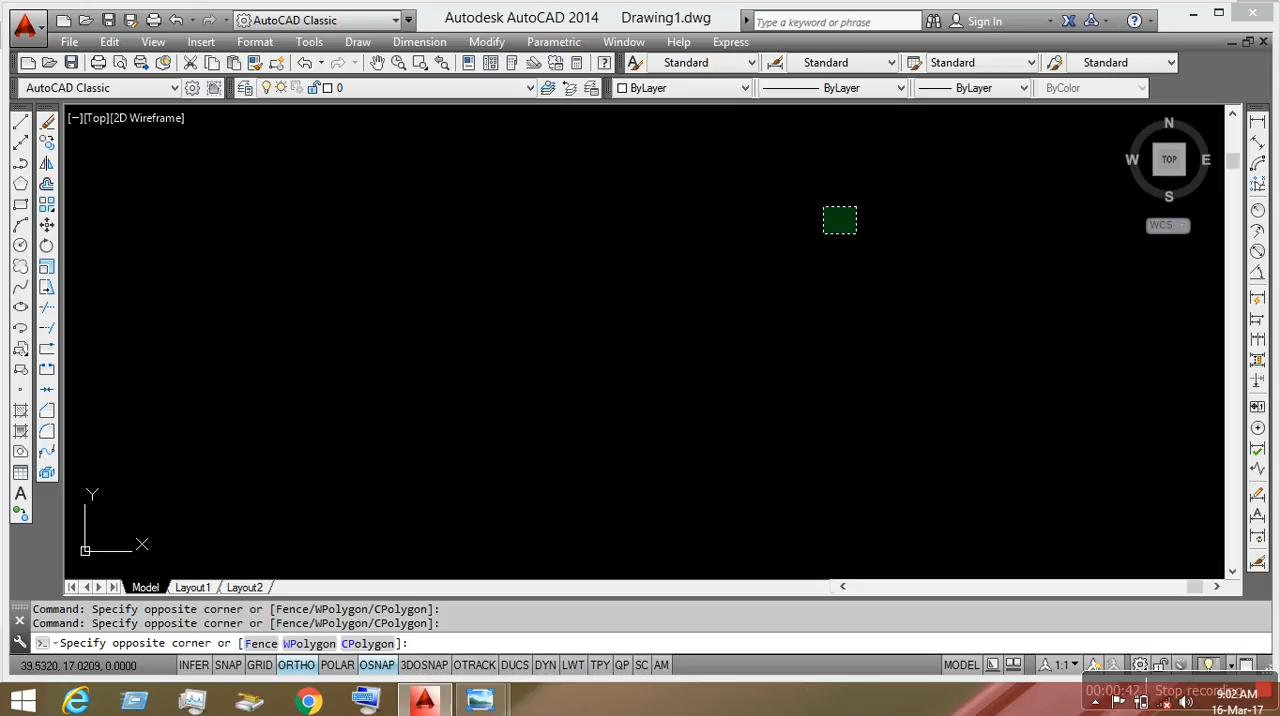 AutoCAD Classic
Autodesk AutoCAD 2014 Drawing1.dwg
Type a keyword or phrase
Sign In
File Edit View Insert Format Tools Draw Dimension Modify Parametric Window Help Express
Standard Standard Standard Standard
AutoCAD Classic 0 ByLayer ByLayer ByLayer ByColor
[−][Top][2D Wireframe]
N
W TOP E
S
WCS
Y
X
A
Model Layout1 Layout2
Command: Specify opposite corner or [Fence/WPolygon/CPolygon]:
Command: Specify opposite corner or [Fence/WPolygon/CPolygon]:
Specify opposite corner or [Fence WPolygon CPolygon]:
39.5320, 17.0209, 0.0000 INFER SNAP GRID ORTHO POLAR OSNAP 3DOSNAP OTRACK DUCS DYN LWT TPY QP SC AM MODEL 1:1
00:00:42 Stop recording
9:02 AM
16-Mar-17